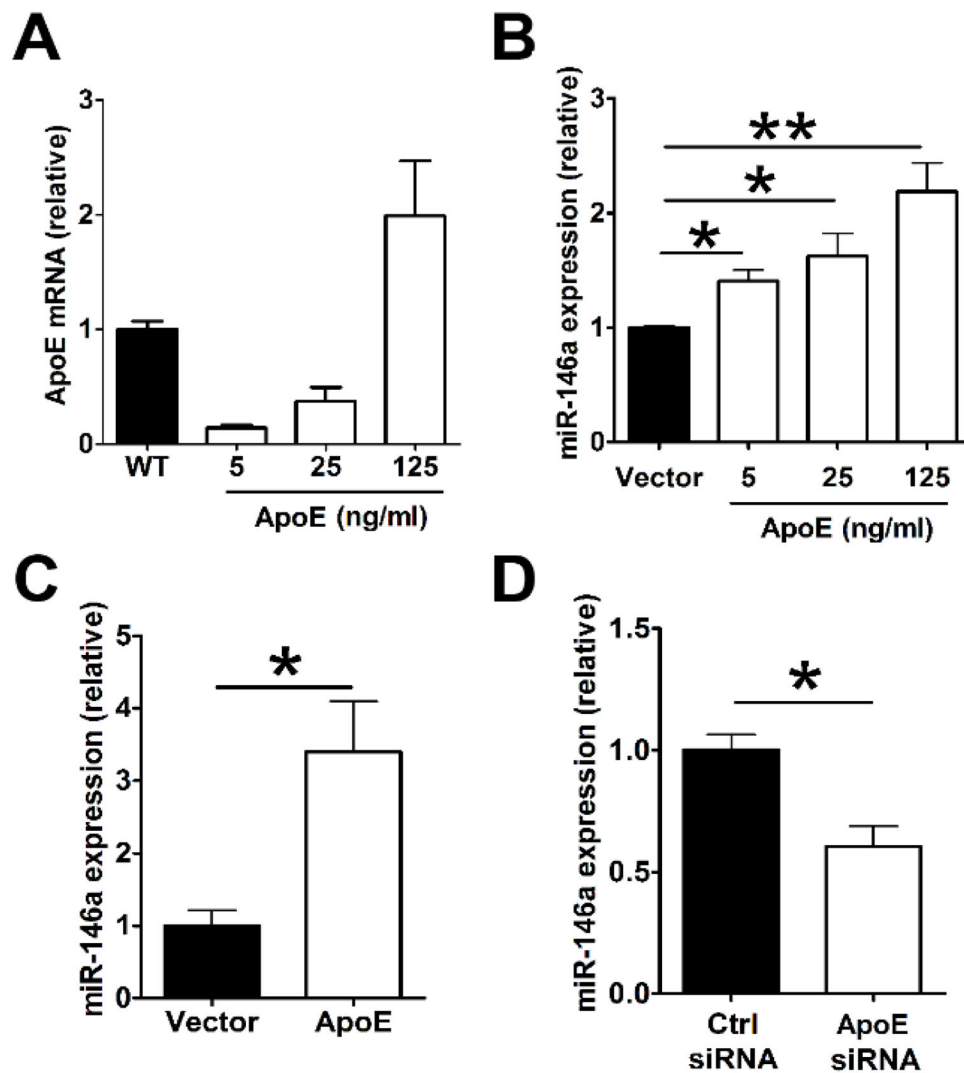 A
ApoE mRNA (relative)
3
2
1
0
WT 5 25 125
ApoE (ng/ml)
B
miR-146a expression (relative)
3
2
1
0
**
*
*
Vector 5 25 125
ApoE (ng/ml)
C
miR-146a expression (relative)
5
4
3
2
1
0
*
Vector ApoE
D
miR-146a expression (relative)
1.5
1.0
0.5
0.0
*
Ctrl ApoE
siRNA siRNA